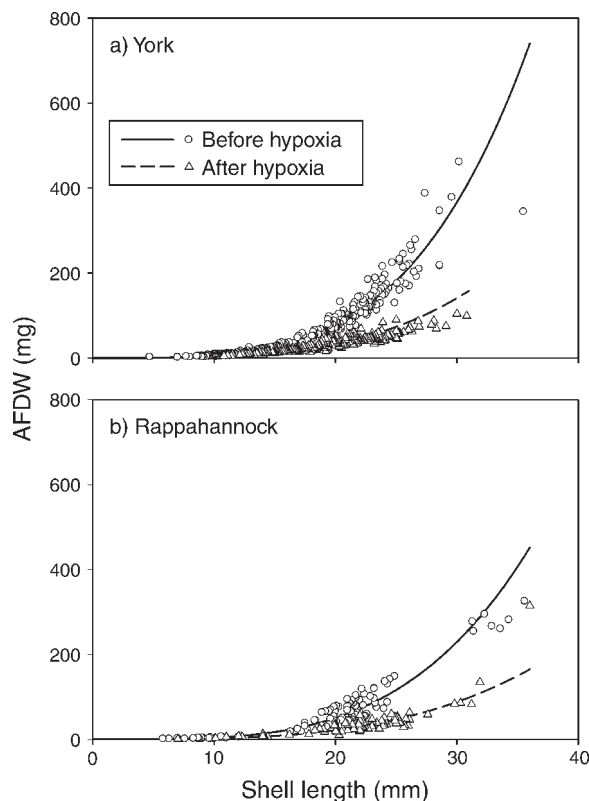 800
a) York
600
Before hypoxia
After hypoxia
400
200
0
AFDW (mg)
800
b) Rappahannock
600
400
200
0
0 10 20 30 40
Shell length (mm)